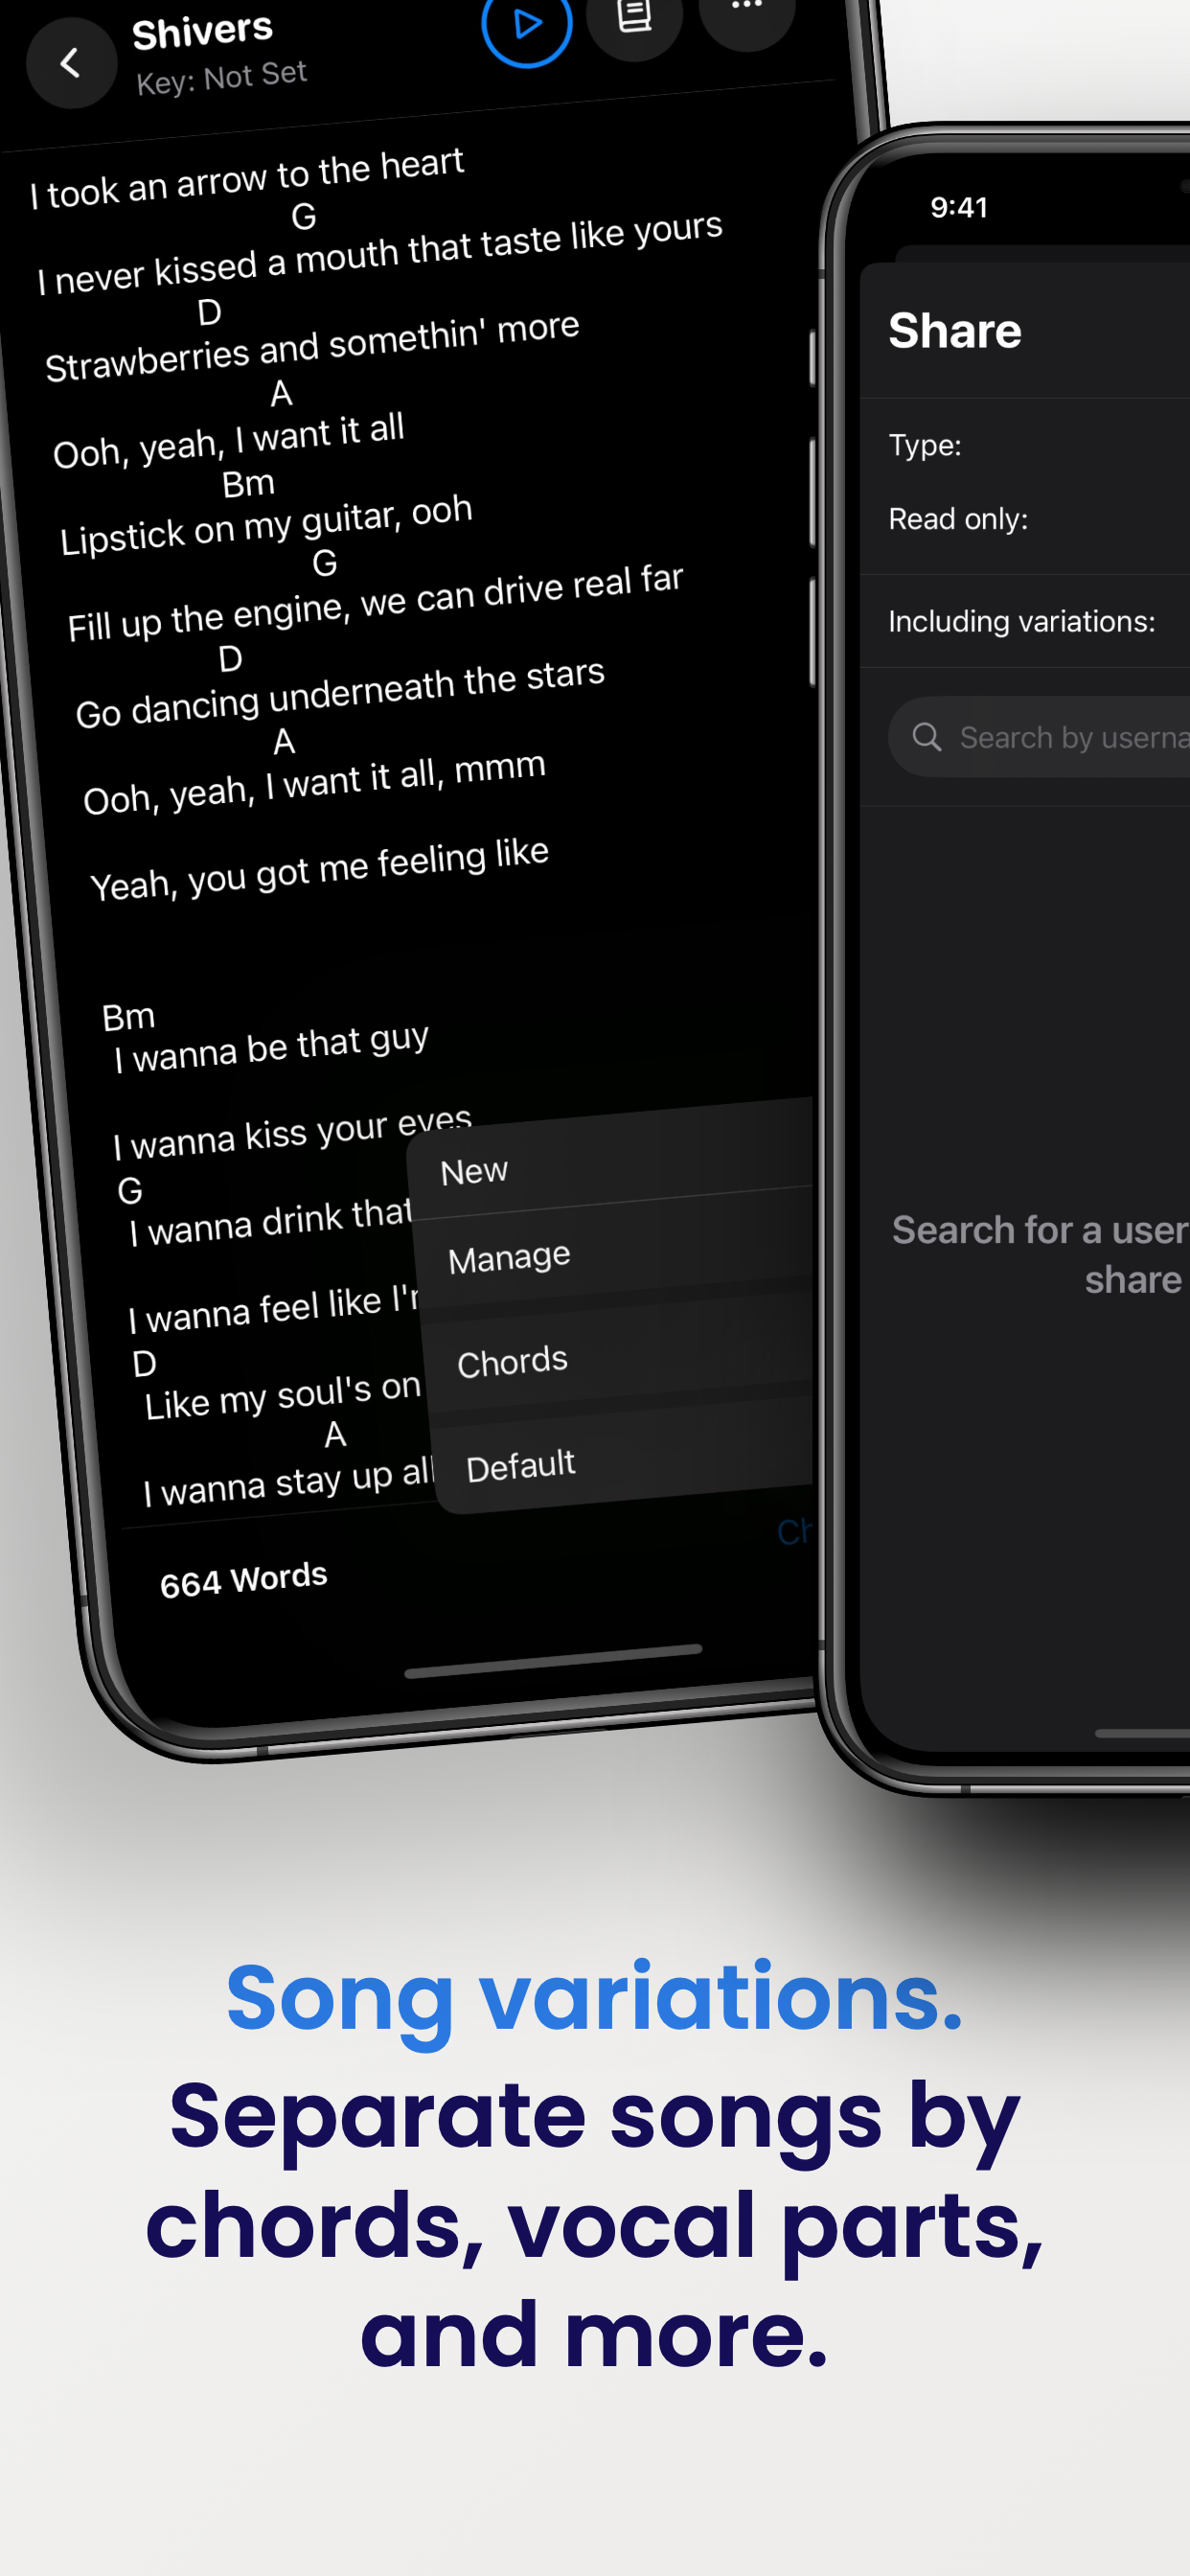 Shivers
Key: Not Set
I took an arrow to the heart
G
I never kissed a mouth that taste like yours
D
Strawberries and somethin' more
A
Ooh, yeah, I want it all
Bm
Lipstick on my guitar, ooh
G
Fill up the engine, we can drive real far
D
Go dancing underneath the stars
A
Ooh, yeah, I want it all, mmm
Yeah, you got me feeling like
Bm
I wanna be that guy
I wanna kiss your eyes
G
I wanna drink that
I wanna feel like I'm
D
Like my soul's on
A
I wanna stay up all
New
Manage
Chords
Default
664 Words
9:41
Share
Type:
Read only:
Including variations:
Search by userna
Search for a user
share
Song variations.
Separate songs by
chords, vocal parts,
and more.